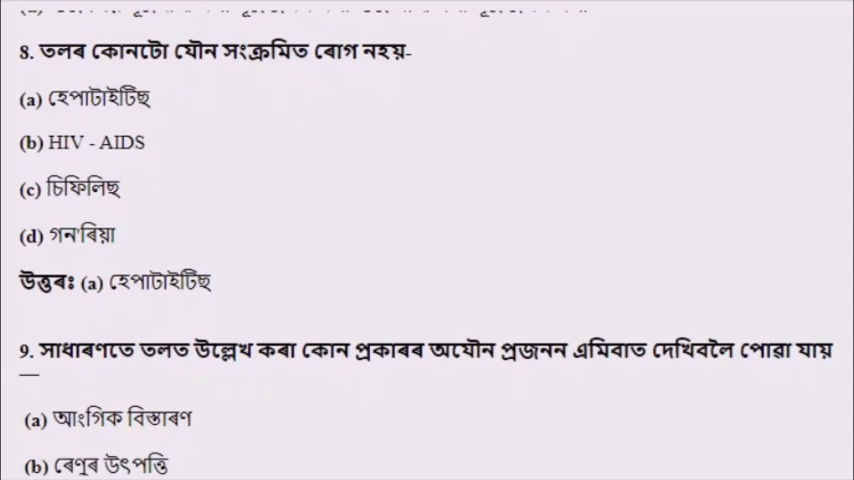 8. তলৰ কোনটো যৌন সংক্ৰমিত ৰোগ নহয়-
(a) হেপাটাইটিছ
(b) HIV - AIDS
(c) চিফিলিছ
(d) গন'ৰিয়া
উত্তৰঃ (a) হেপাটাইটিছ
9. সাধাৰণতে তলত উল্লেখ কৰা কোন প্ৰকাৰৰ অযৌন প্ৰজনন এমিবাত দেখিবলৈ পোৱা যায়
—
(a) আংগিক বিস্তাৰণ
(b) ৰেণুৰ উৎপত্তি